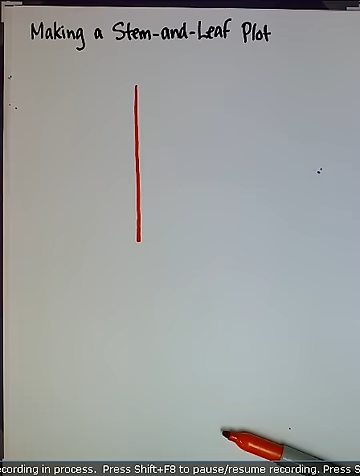 Making a Stem-and-Leaf Plot
ecording in process. Press Shift+F8 to pause/resume recording. Press S